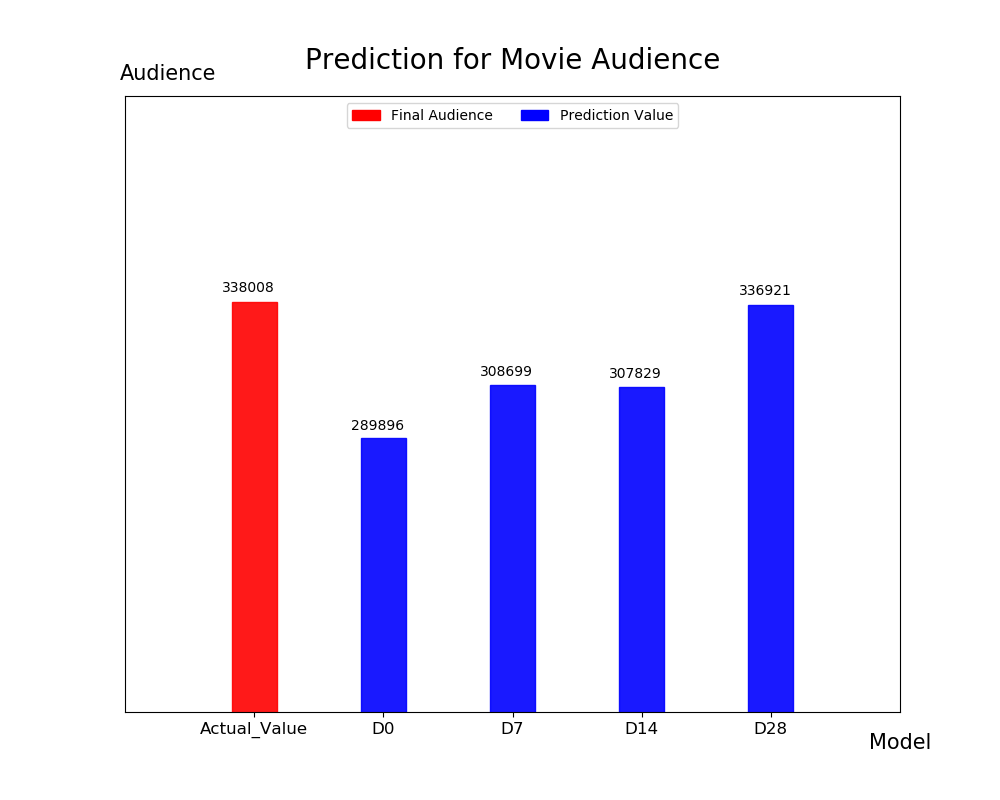 Prediction for Movie Audience
Audience
Final Audience Prediction Value
338008
289896
308699
307829
336921
Actual_Value D0 D7 D14 D28
Model